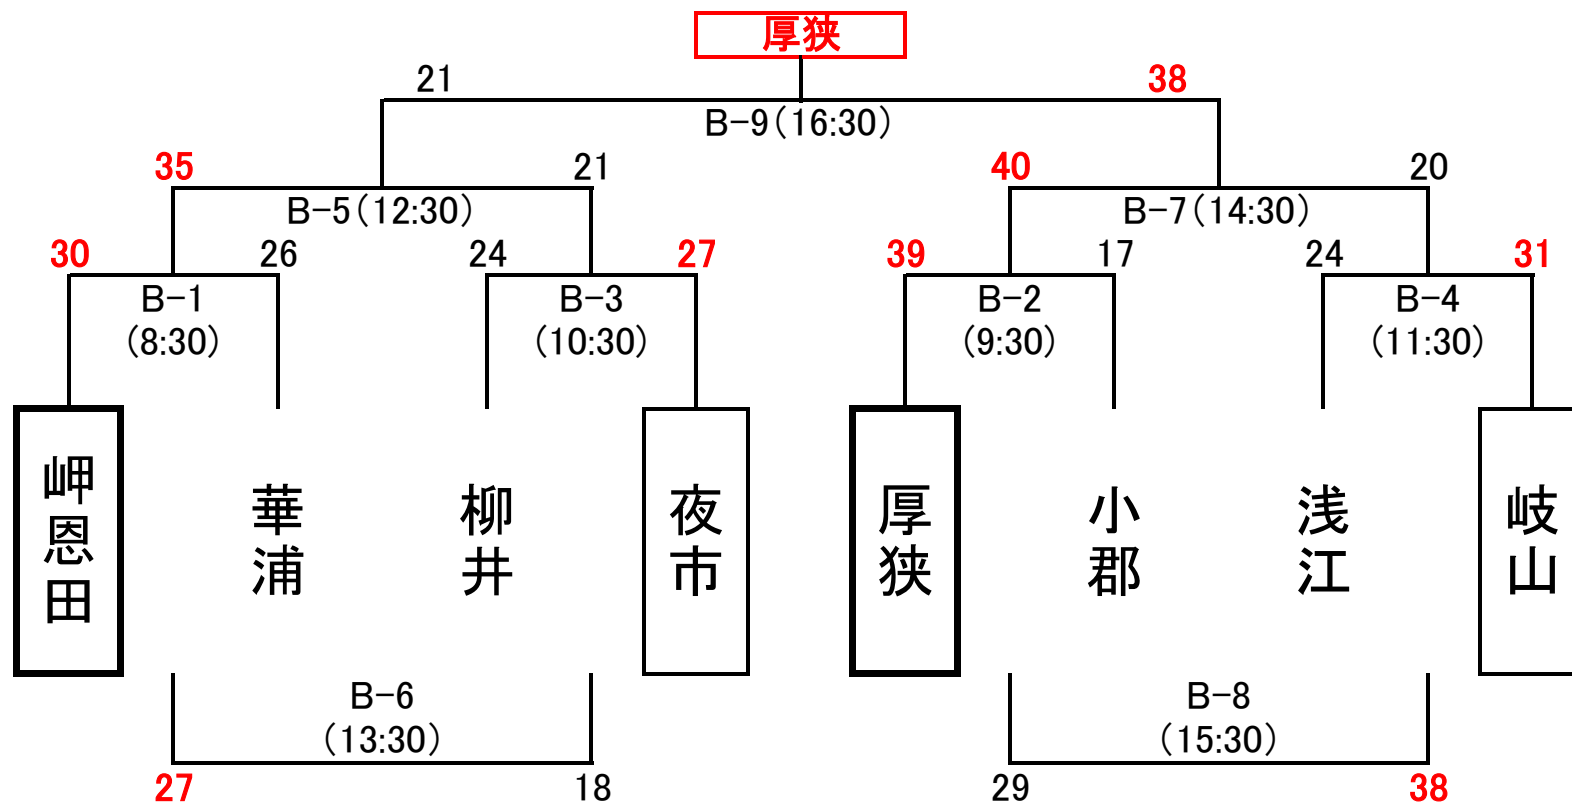 厚狭
21 38
B-9(16:30)
35 21 40 20
B-5(12:30) B-7(14:30)
30 26 24 27 39 17 24 31
B-1 B-3 B-2 B-4
(8:30) (10:30) (9:30) (11:30)
岬恩田 華浦 柳井 夜市 厚狭 小郡 浅江 岐山
B-6 B-8
(13:30) (15:30)
27 18 29 38